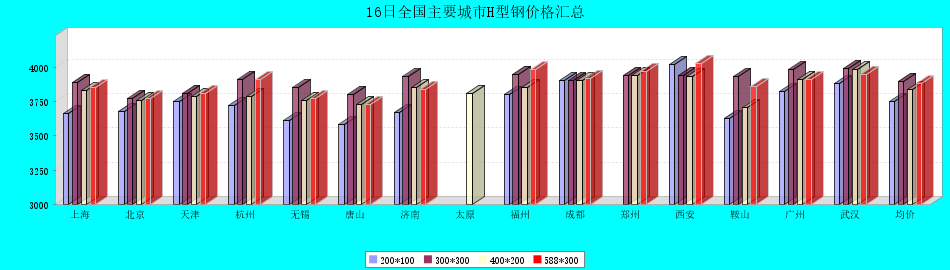 16日全国主要城市H型钢价格汇总
4000
3750
3500
3250
3000
上海 北京 天津 杭州 无锡 唐山 济南 太原 福州 成都 郑州 西安 鞍山 广州 武汉 均价
200*100 300*300 400*200 588*300